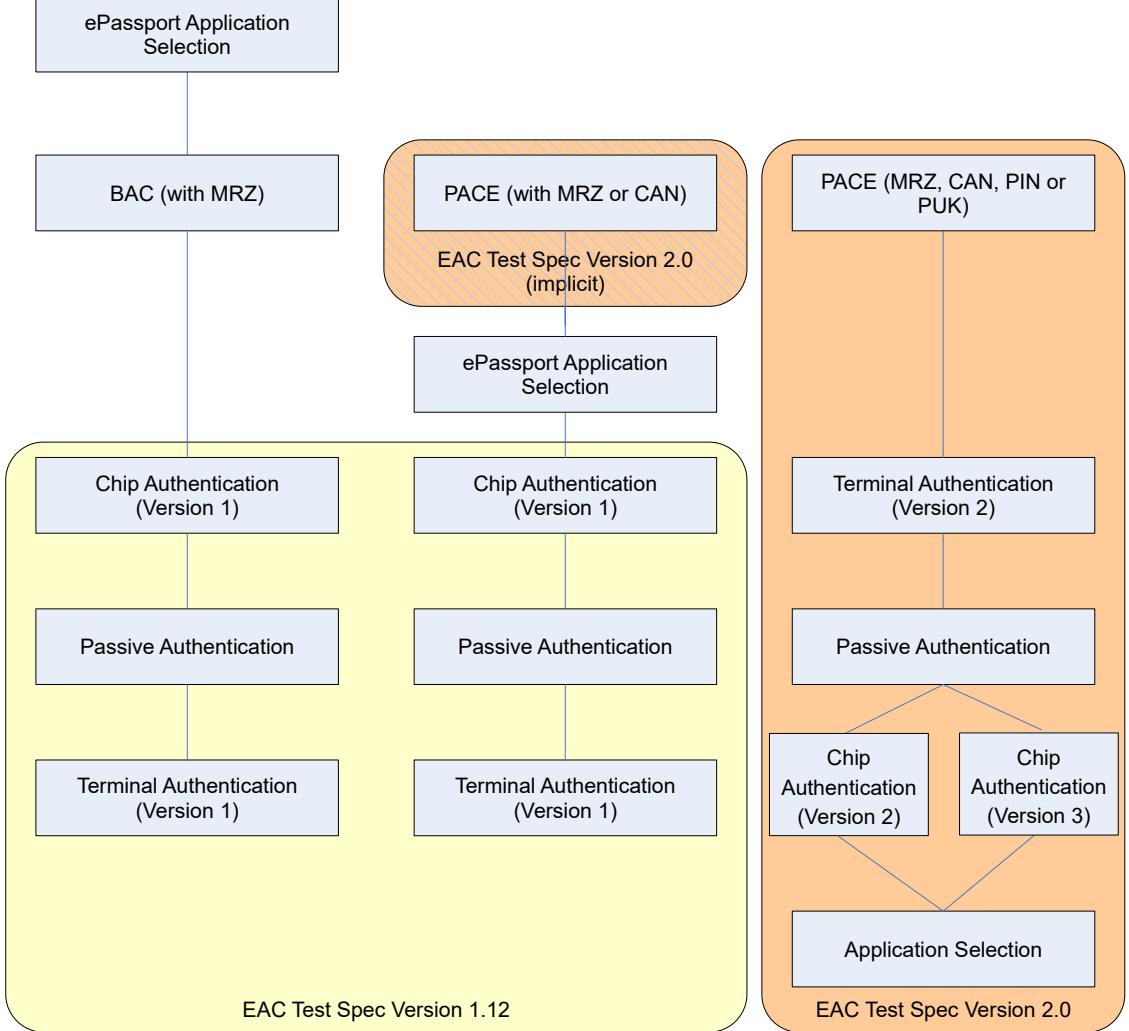 ePassport Application
Selection
BAC (with MRZ)
PACE (with MRZ or CAN)
EAC Test Spec Version 2.0
(implicit)
PACE (MRZ, CAN, PIN or
PUK)
ePassport Application
Selection
Chip Authentication
(Version 1)
Chip Authentication
(Version 1)
Terminal Authentication
(Version 2)
Passive Authentication
Passive Authentication
Passive Authentication
Terminal Authentication
(Version 1)
Terminal Authentication
(Version 1)
Chip
Authentication
(Version 2)
Chip
Authentication
(Version 3)
Application Selection
EAC Test Spec Version 1.12
EAC Test Spec Version 2.0